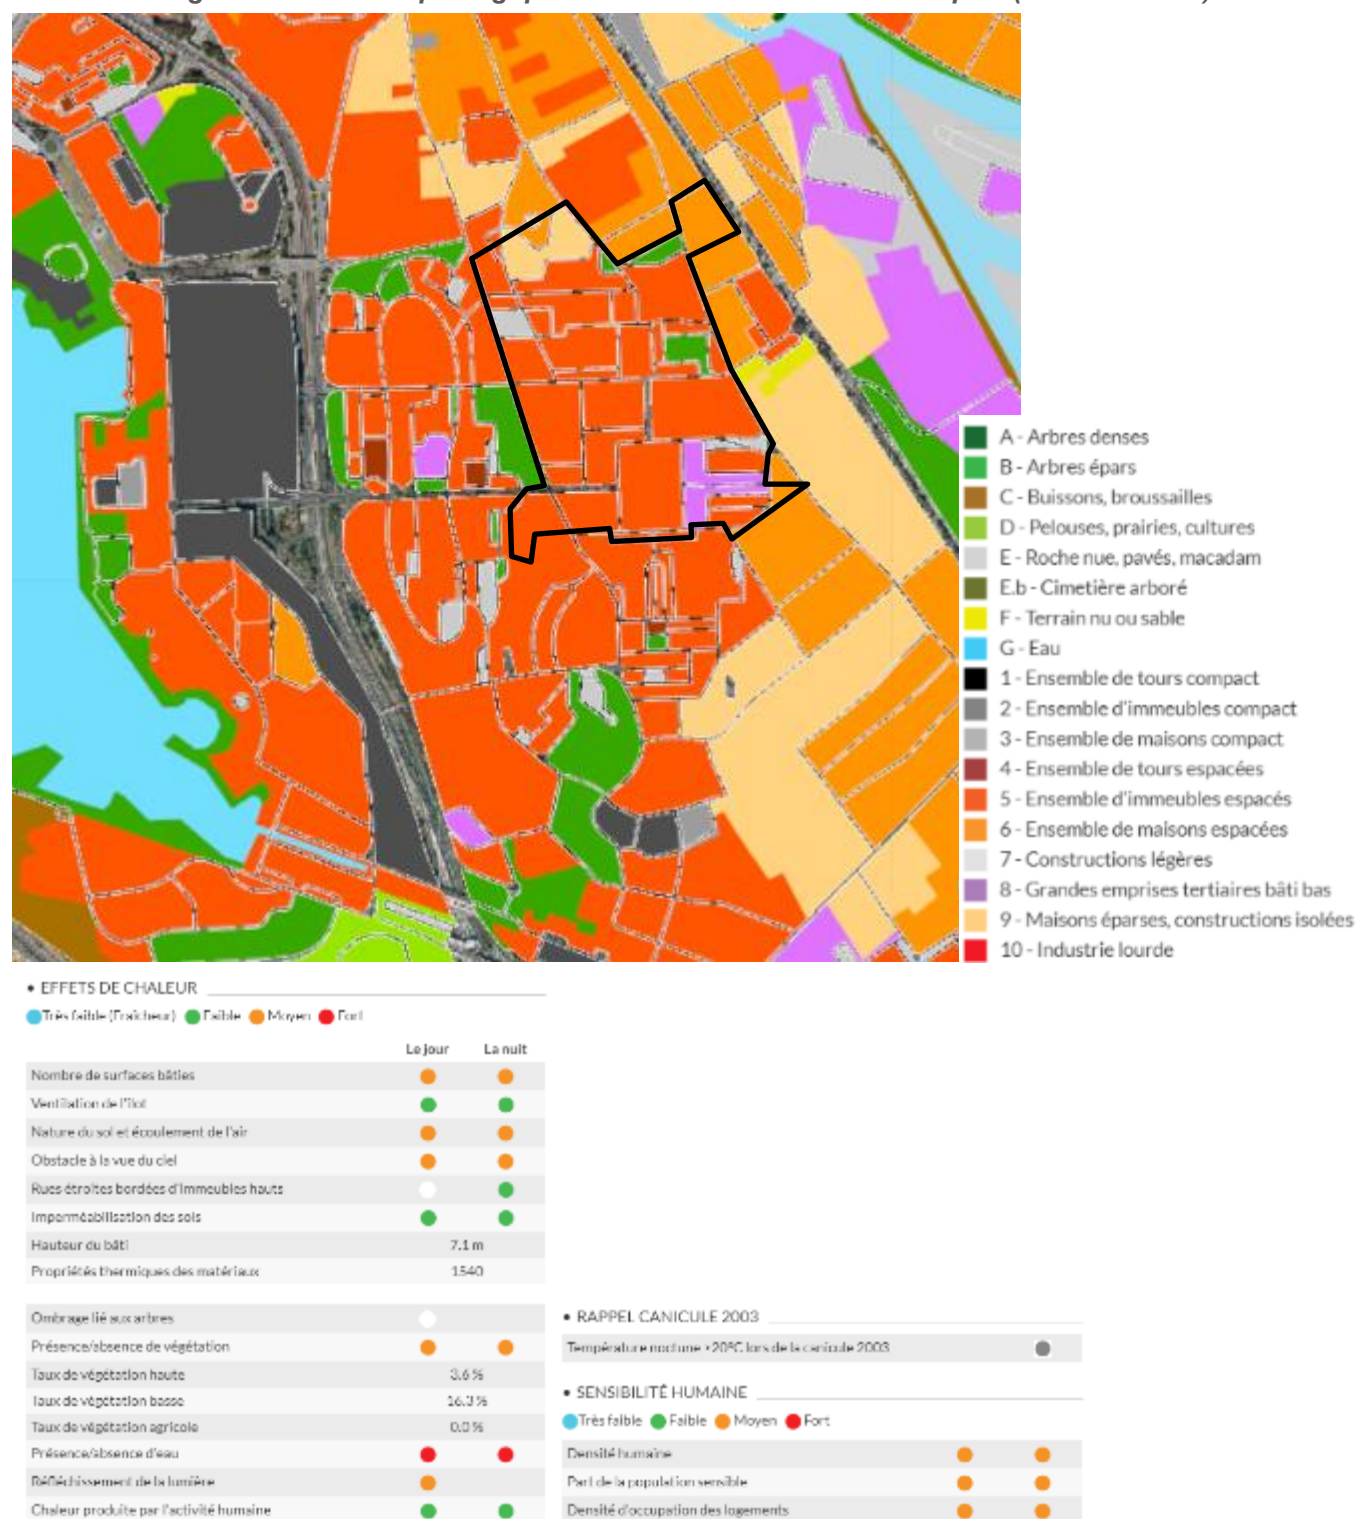 A - Arbres denses
B - Arbres épars
C - Buissons, broussailles
D - Pelouses, prairies, cultures
E - Roche nue, pavés, macadam
E.b - Cimetière arboré
F - Terrain nu ou sable
G - Eau
1 - Ensemble de tours compact
2 - Ensemble d'immeubles compact
3 - Ensemble de maisons compact
4 - Ensemble de tours espacées
5 - Ensemble d'immeubles espacés
6 - Ensemble de maisons espacées
7 - Constructions légères
8 - Grandes emprises tertiaires bâti bas
9 - Maisons éparses, constructions isolées
10 - Industrie lourde
• EFFETS DE CHALEUR
Très faible (Fraîcheur) Faible Moyen Fort
Le jour La nuit
Nombre de surfaces bâties
Ventilation de l'îlot
Nature du sol et écoulement de l'air
Obstacle à la vue du ciel
Rues étroites bordées d'immeubles hauts
Imperméabilisation des sols
Hauteur du bâti 7.1 m
Propriétés thermiques des matériaux 1540
Ombrage lié aux arbres
Présence/absence de végétation
Taux de végétation haute 3.6 %
Taux de végétation basse 16.3 %
Taux de végétation agricole 0.0 %
Présence/absence d'eau
Réfléchissement de la lumière
Chaleur produite par l'activité humaine
• RAPPEL CANICULE 2003
Température nocturne >20°C lors de la canicule 2003
• SENSIBILITÉ HUMAINE
Très faible Faible Moyen Fort
Densité humaine
Part de la population sensible
Densité d'occupation des logements